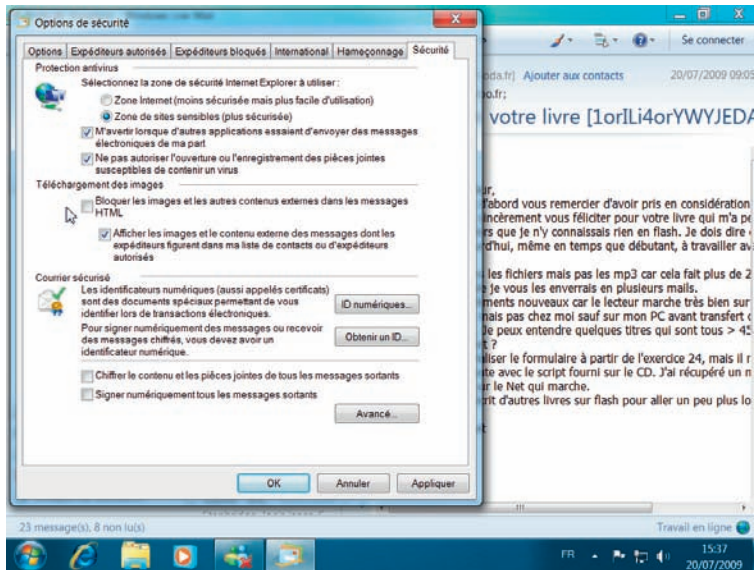 Options de sécurité
Se connecter
Options
Expéditeurs autorisés
Expéditeurs bloqués
International
Hameçonnage
Sécurité
Protection antivirus
Sélectionnez la zone de sécurité Internet Explorer à utiliser :
Zone Internet (moins sécurisée mais plus facile d'utilisation)
Zone de sites sensibles (plus sécurisée)
M'avertir lorsque d'autres applications essaient d'envoyer des messages
électroniques de ma part
Ne pas autoriser l'ouverture ou l'enregistrement des pièces jointes
susceptibles de contenir un virus
Téléchargement des images
Bloquer les images et les autres contenus externes dans les messages
HTML
Afficher les images et le contenu externe des messages dont les
expéditeurs figurent dans ma liste de contacts ou d'expéditeurs
autorisés
Courrier sécurisé
Les identificateurs numériques (aussi appelés certificats)
sont des documents spéciaux permettant de vous
identifier lors de transactions électroniques.
ID numériques...
Pour signer numériquement des messages ou recevoir
des messages chiffrés, vous devez avoir un
identificateur numérique.
Obtenir un ID...
Chiffrer le contenu et les pièces jointes de tous les messages sortants
Signer numériquement tous les messages sortants
Avancé...
OK
Annuler
Appliquer
oda.fr] Ajouter aux contacts 20/07/2009 09:05
oo.fr;
votre livre [1orILi4orYWYJEDA
ur,
d'abord vous remercier d'avoir pris en considération
incèrement vous féliciter pour votre livre qui m'a pe
rs que je n'y connaissais rien en flash. Je dois dire
rd'hui, même en temps que débutant, à travailler av
les fichiers mais pas les mp3 car cela fait plus de 2
e je vous les enverrais en plusieurs mails.
ments nouveaux car le lecteur marche très bien sur
mais pas chez moi sauf sur mon PC avant transfert
Je peux entendre quelques titres qui sont tous > 45
t ?
liser le formulaire à partir de l'exercice 24, mais il r
te avec le script fourni sur le CD. J'ai récupéré un m
ur le Net qui marche.
rit d'autres livres sur flash pour aller un peu plus lo
t
23 message(s), 8 non lu(s)
Travail en ligne
FR
15:37
20/07/2009